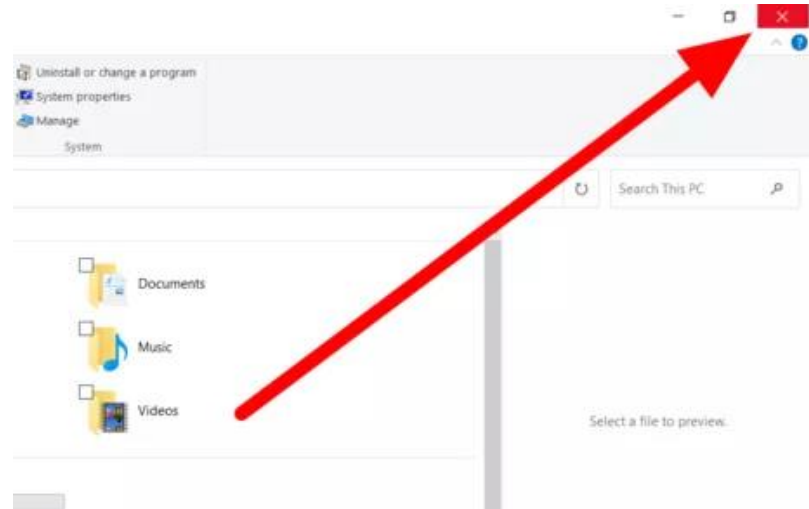 Uninstall or change a program
System properties
Manage
System
Search This PC
Documents
Music
Videos
Select a file to preview.